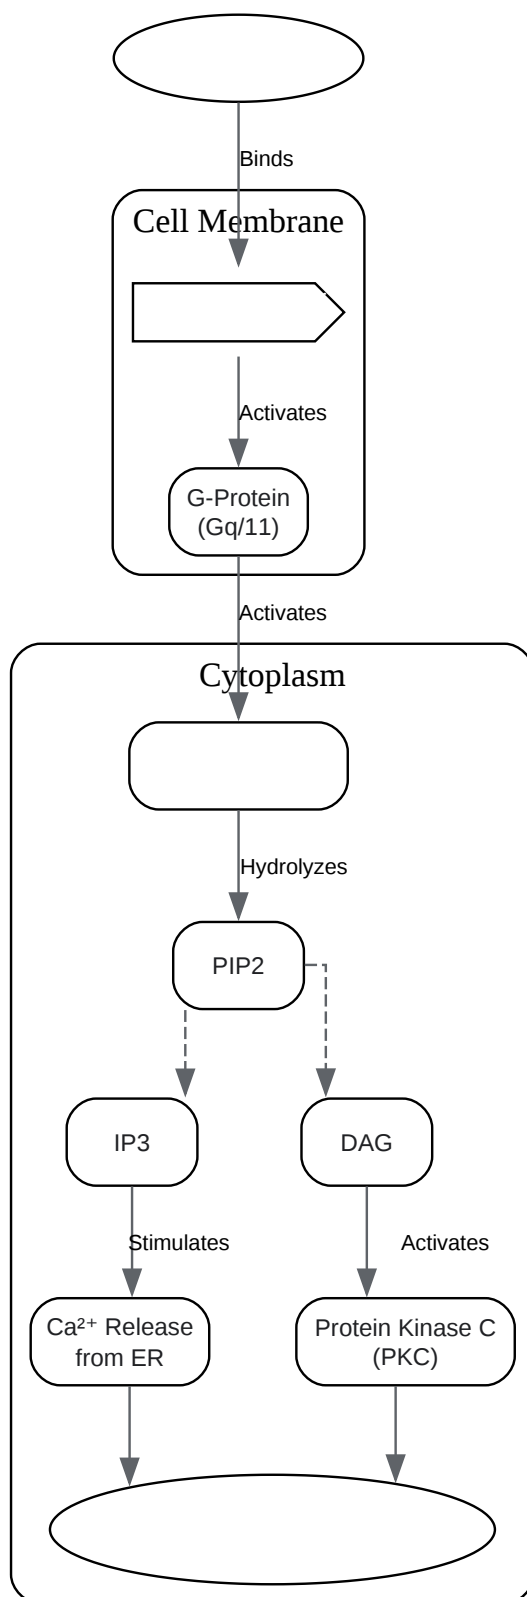 Binds
Cell Membrane
Activates
G-Protein
(Gq/11)
Activates
Cytoplasm
Hydrolyzes
PIP2
IP3
DAG
Stimulates
Activates
Ca²⁺ Release
from ER
Protein Kinase C
(PKC)